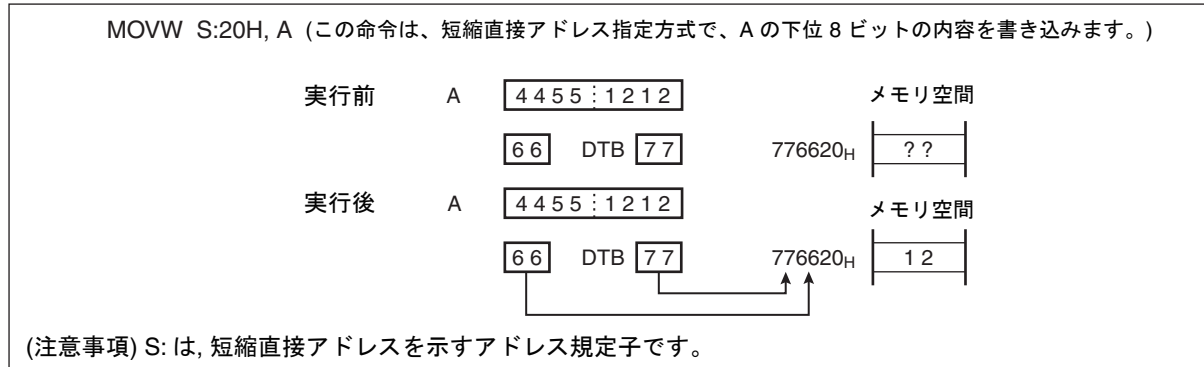 MOVW S:20H, A (この命令は、短縮直接アドレス指定方式で、A の下位 8 ビットの内容を書き込みます。)
実行前 A 4455 1212 メモリ空間
66 DTB 77 776620H ??
実行後 A 4455 1212 メモリ空間
66 DTB 77 776620H 12
(注意事項) S: は, 短縮直接アドレスを示すアドレス規定子です。